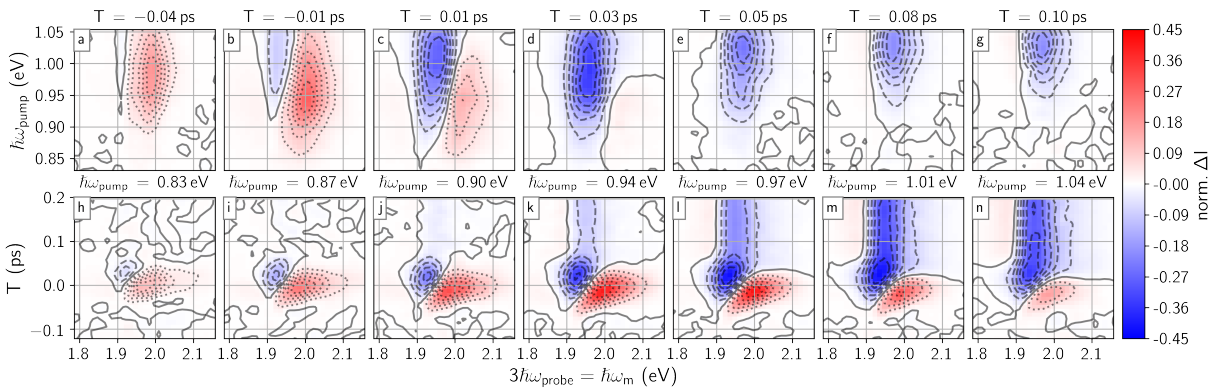 T = −0.04 ps
T = −0.01 ps
T = 0.01 ps
T = 0.03 ps
T = 0.05 ps
T = 0.08 ps
T = 0.10 ps
a
b
c
d
e
f
g
1.05
1.00
0.95
0.90
0.85
ħω_pump (eV)
ħω_pump = 0.83 eV
ħω_pump = 0.87 eV
ħω_pump = 0.90 eV
ħω_pump = 0.94 eV
ħω_pump = 0.97 eV
ħω_pump = 1.01 eV
ħω_pump = 1.04 eV
h
i
j
k
l
m
n
0.2
0.1
0.0
−0.1
T (ps)
1.8 1.9 2.0 2.1
1.8 1.9 2.0 2.1
1.8 1.9 2.0 2.1
1.8 1.9 2.0 2.1
1.8 1.9 2.0 2.1
1.8 1.9 2.0 2.1
1.8 1.9 2.0 2.1
3ħω_probe = ħω_m (eV)
0.45
0.36
0.27
0.18
0.09
0.00
-0.09
-0.18
-0.27
-0.36
-0.45
norm. ΔI